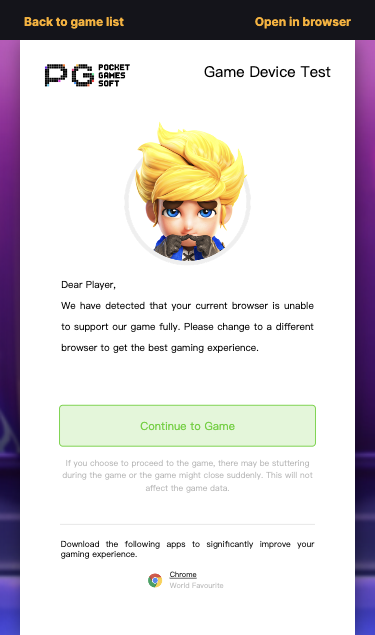 Back to game list
Open in browser
PG POCKET GAMES SOFT
Game Device Test
Dear Player,
We have detected that your current browser is unable
to support our game fully. Please change to a different
browser to get the best gaming experience.
Continue to Game
If you choose to proceed to the game, there may be stuttering
during the game or the game might close suddenly. This will not
affect the game data.
Download the following apps to significantly improve your
gaming experience.
Chrome
World Favourite